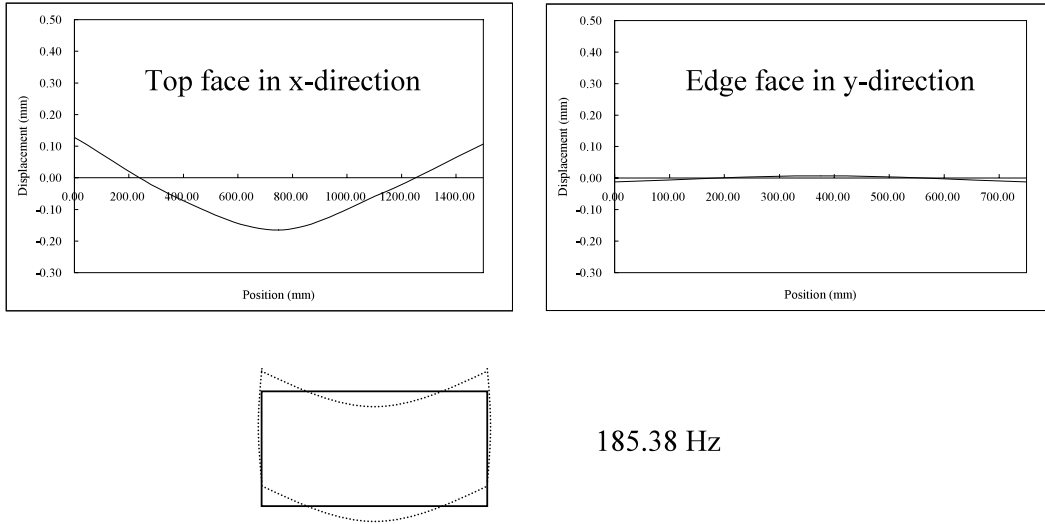 0.50
0.40
0.30
0.20
0.10
0.00
-0.10
-0.20
-0.30
0.00 200.00 400.00 600.00 800.00 1000.00 1200.00 1400.00
Displacement (mm)
Position (mm)
Top face in x-direction
0.50
0.40
0.30
0.20
0.10
0.00
-0.10
-0.20
-0.30
0.00 100.00 200.00 300.00 400.00 500.00 600.00 700.00
Displacement (mm)
Position (mm)
Edge face in y-direction
185.38 Hz